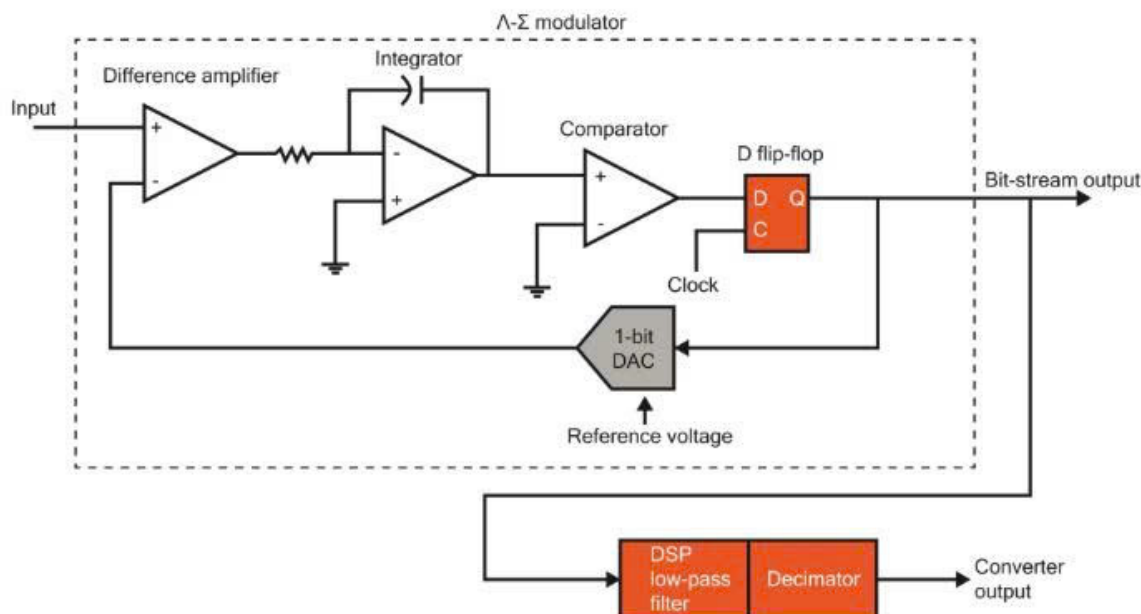 Λ-Σ modulator
Integrator
Difference amplifier
Input
+
-
-
+
Comparator
+
-
D flip-flop
D Q
C
Clock
Bit-stream output
1-bit
DAC
Reference voltage
DSP
low-pass
filter
Decimator
Converter
output